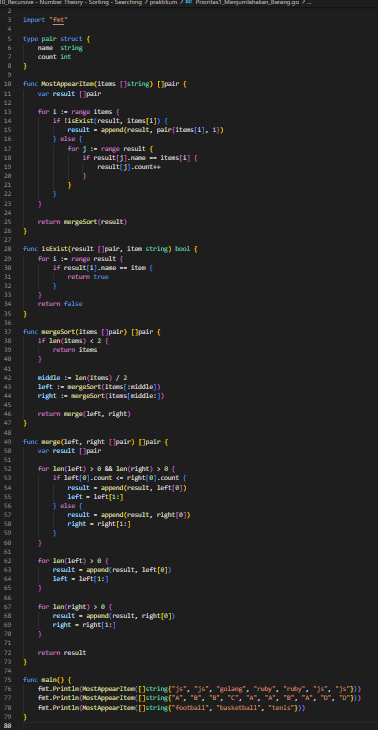 10_Recursive – Number Theory – Sorting – Searching > praktikum > Prioritas1_Menjumlahkan_Barang.go > ...
2
3 import "fmt"
4
5 type pair struct {
6 name string
7 count int
8 }
9
10 func MostAppearItem(items []string) []pair {
11 var result []pair
12
13 for i := range items {
14 if !isExist(result, items[i]) {
15 result = append(result, pair{items[i], 1})
16 } else {
17 for j := range result {
18 if result[j].name == items[i] {
19 result[j].count++
20 }
21 }
22 }
23 }
24
25 return mergeSort(result)
26 }
27
28 func isExist(result []pair, item string) bool {
29 for i := range result {
30 if result[i].name == item {
31 return true
32 }
33 }
34 return false
35 }
36
37 func mergeSort(items []pair) []pair {
38 if len(items) < 2 {
39 return items
40 }
41
42 middle := len(items) / 2
43 left := mergeSort(items[:middle])
44 right := mergeSort(items[middle:])
45
46 return merge(left, right)
47 }
48
49 func merge(left, right []pair) []pair {
50 var result []pair
51
52 for len(left) > 0 && len(right) > 0 {
53 if left[0].count <= right[0].count {
54 result = append(result, left[0])
55 left = left[1:]
56 } else {
57 result = append(result, right[0])
58 right = right[1:]
59 }
60 }
61
62 for len(left) > 0 {
63 result = append(result, left[0])
64 left = left[1:]
65 }
66
67 for len(right) > 0 {
68 result = append(result, right[0])
69 right = right[1:]
70 }
71
72 return result
73 }
74
75 func main() {
76 fmt.Println(MostAppearItem([]string{"js", "js", "golang", "ruby", "ruby", "js", "js"}))
77 fmt.Println(MostAppearItem([]string{"A", "B", "B", "C", "A", "A", "B", "A", "D", "D"}))
78 fmt.Println(MostAppearItem([]string{"football", "basketball", "tenis"}))
79 }
80